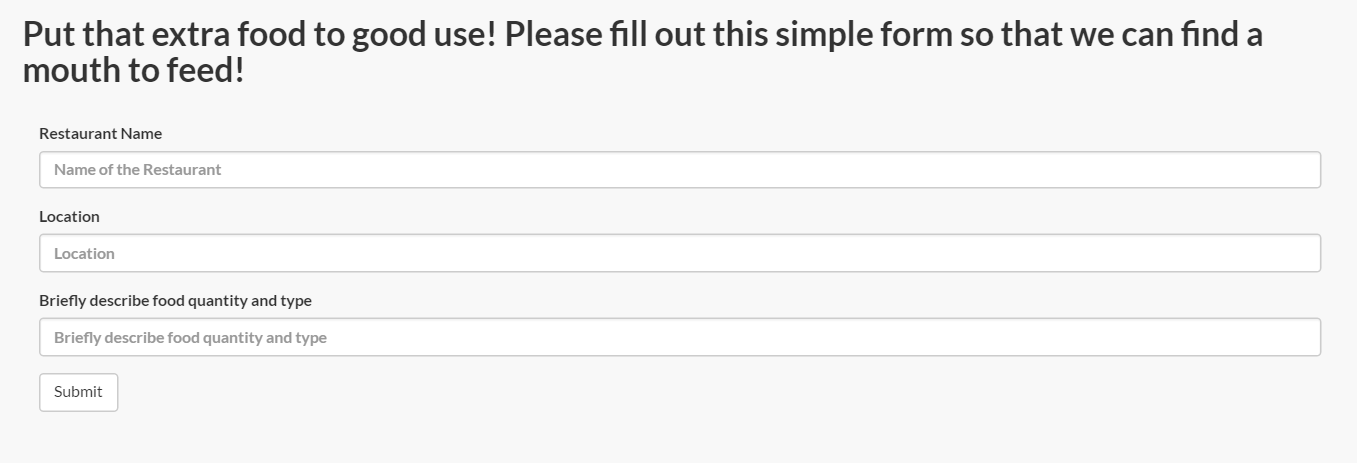 Put that extra food to good use! Please fill out this simple form so that we can find a
mouth to feed!
Restaurant Name
Name of the Restaurant
Location
Location
Briefly describe food quantity and type
Briefly describe food quantity and type
Submit